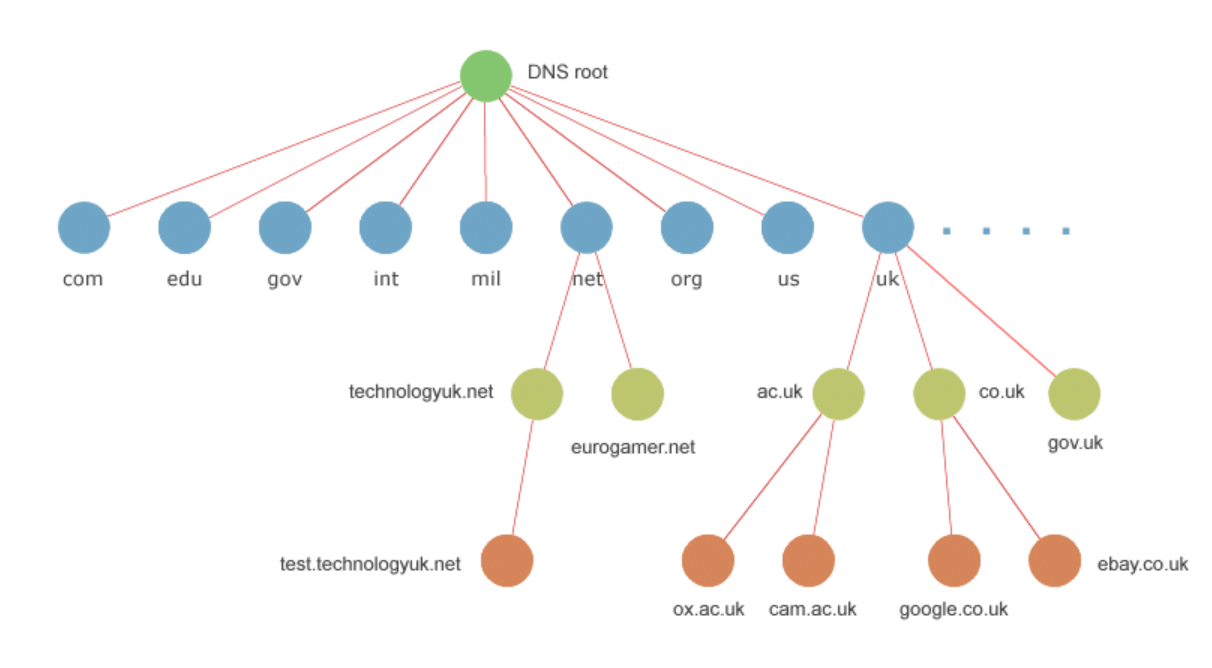 DNS root
com
edu
gov
int
mil
net
org
us
uk
technologyuk.net
eurogamer.net
ac.uk
co.uk
gov.uk
test.technologyuk.net
ox.ac.uk
cam.ac.uk
google.co.uk
ebay.co.uk